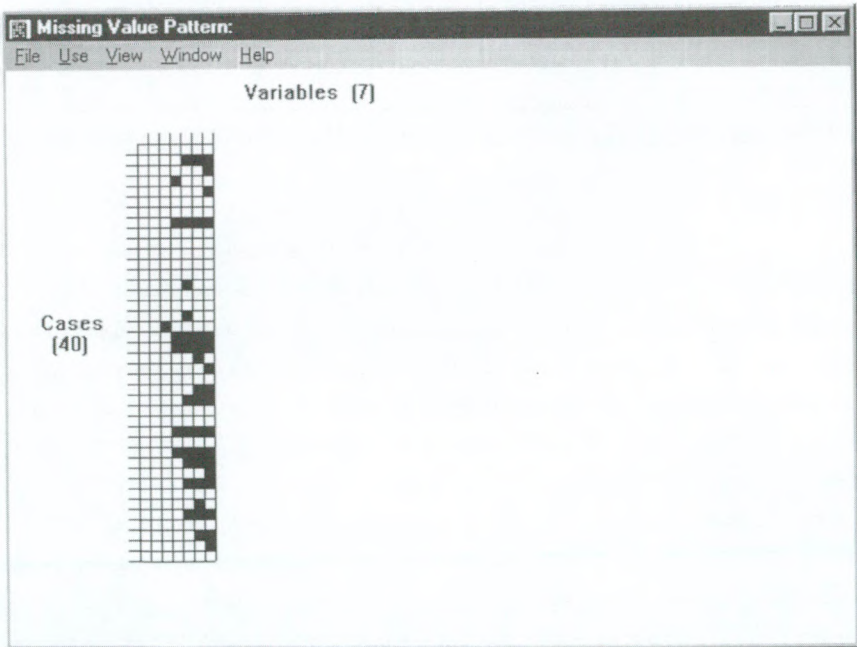 Missing Value Pattern:
File Use View Window Help
Variables (7)
Cases
(40)